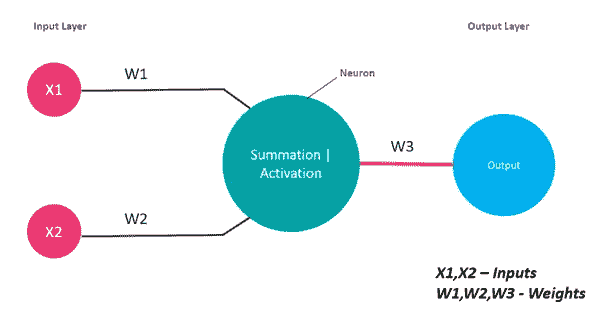 Input Layer
Output Layer
Neuron
X1
W1
Summation |
Activation
W3
Output
X2
W2
X1,X2 – Inputs
W1,W2,W3 - Weights